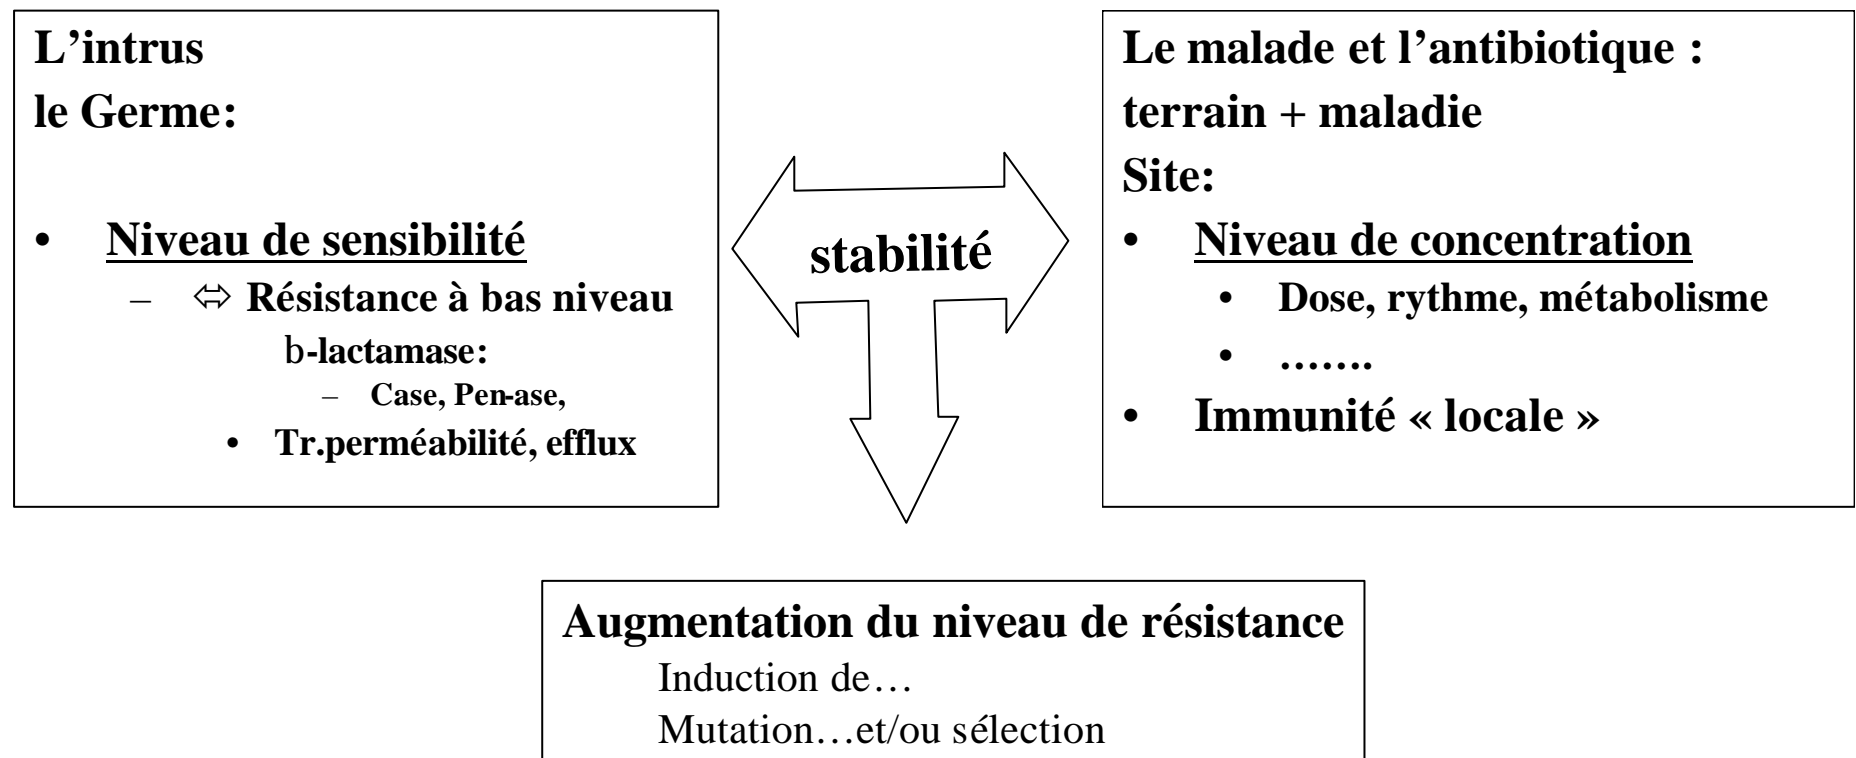 L’intrus
le Germe:
• Niveau de sensibilité
– ⬄ Résistance à bas niveau
b-lactamase:
– Case, Pen-ase,
• Tr.perméabilité, efflux
stabilité
Le malade et l’antibiotique :
terrain + maladie
Site:
• Niveau de concentration
• Dose, rythme, métabolisme
• …….
• Immunité « locale »
Augmentation du niveau de résistance
Induction de…
Mutation…et/ou sélection